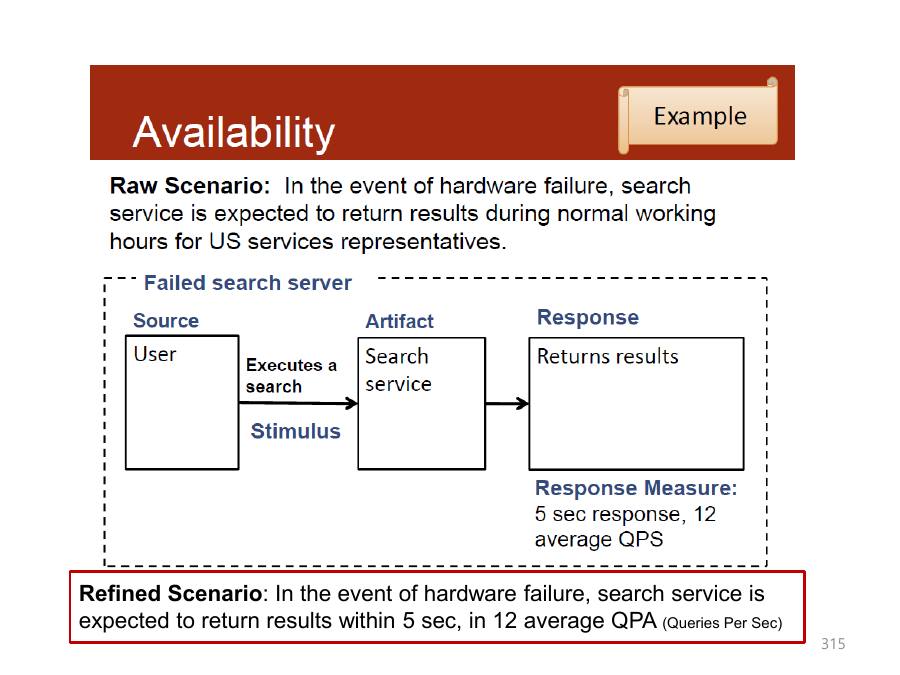 Availability
Example
Raw Scenario: In the event of hardware failure, search
service is expected to return results during normal working
hours for US services representatives.
Failed search server
Source
Artifact
Response
User
Executes a
search
Search
service
Returns results
Stimulus
Response Measure:
5 sec response, 12
average QPS
Refined Scenario: In the event of hardware failure, search service is
expected to return results within 5 sec, in 12 average QPA (Queries Per Sec)
315